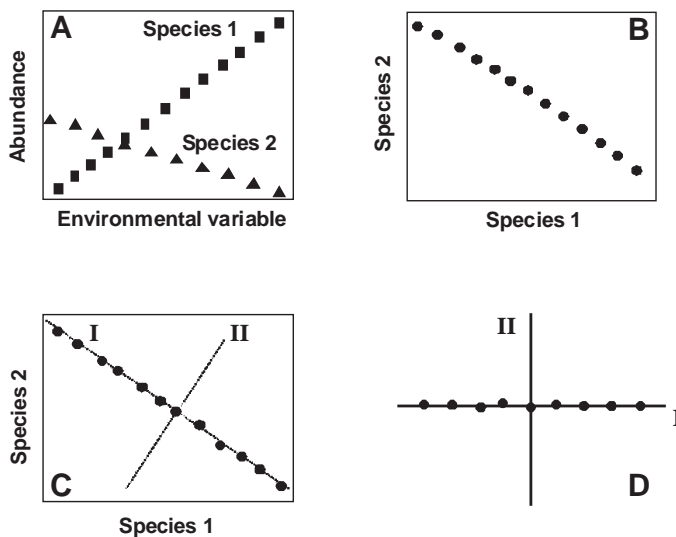 A
Species 1
Abundance
Species 2
Environmental variable
B
Species 2
Species 1
I
II
Species 2
C
Species 1
II
I
D